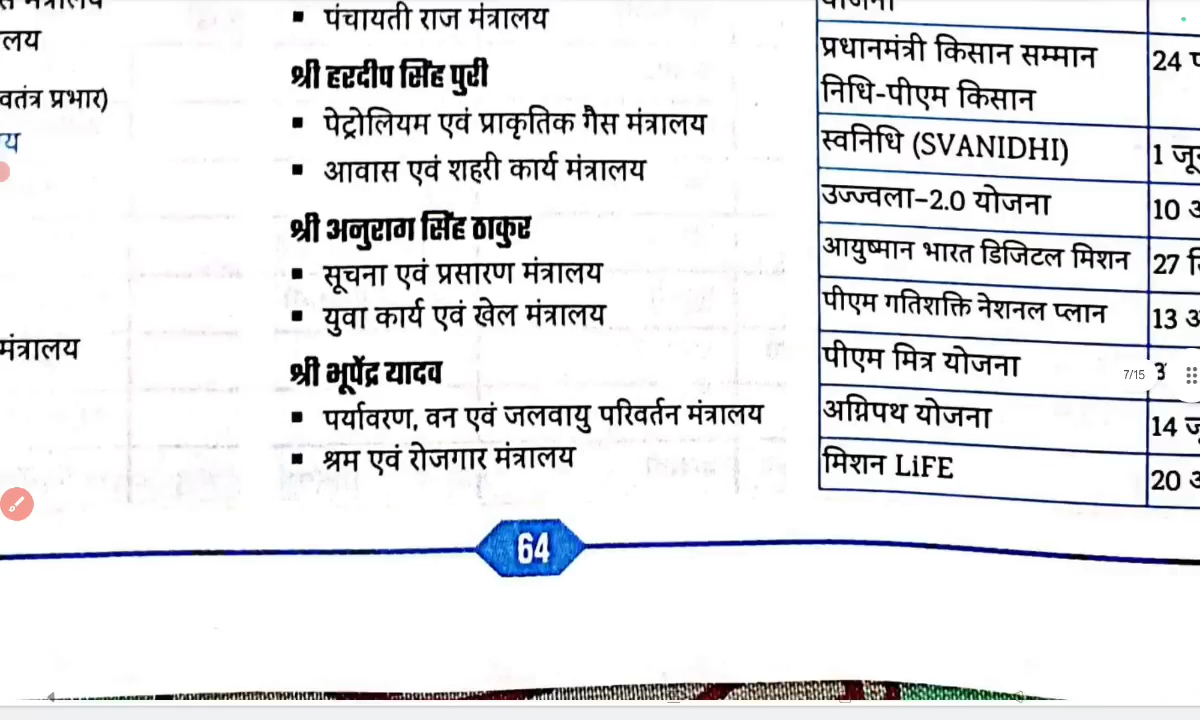 लय
वतंत्र प्रभार)
य
मंत्रालय
पंचायती राज मंत्रालय
श्री हरदीप सिंह पुरी
▪ पेट्रोलियम एवं प्राकृतिक गैस मंत्रालय
▪ आवास एवं शहरी कार्य मंत्रालय
श्री अनुराग सिंह ठाकुर
▪ सूचना एवं प्रसारण मंत्रालय
▪ युवा कार्य एवं खेल मंत्रालय
श्री भूपेंद्र यादव
▪ पर्यावरण, वन एवं जलवायु परिवर्तन मंत्रालय
▪ श्रम एवं रोजगार मंत्रालय
प्रधानमंत्री किसान सम्मान 24
निधि-पीएम किसान
स्वनिधि (SVANIDHI) 1
उज्ज्वला-2.0 योजना 10
आयुष्मान भारत डिजिटल मिशन 27
पीएम गतिशक्ति नेशनल प्लान 13
पीएम मित्र योजना
7/15
अग्निपथ योजना 14
मिशन LiFE 20
64